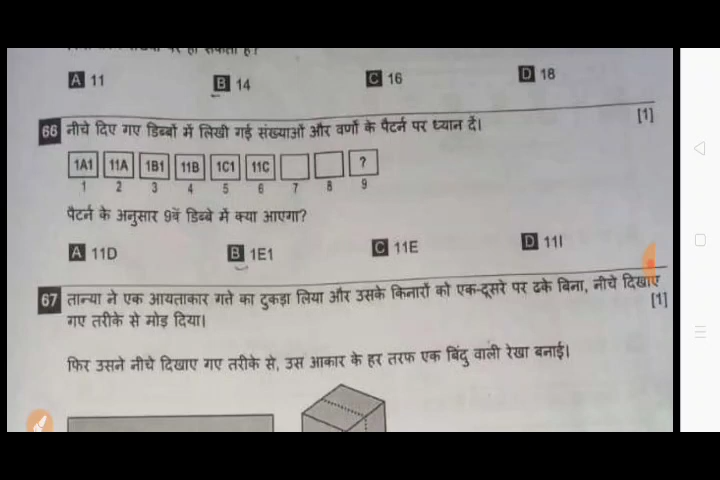 A 11 B 14 C 16 D 18
66 नीचे दिए गए डिब्बों में लिखी गई संख्याओं और वर्णों के पैटर्न पर ध्यान दें। [1]
1A1 11A 1B1 11B 1C1 11C ?
1 2 3 4 5 6 7 8 9
पैटर्न के अनुसार 9वें डिब्बे में क्या आएगा?
A 11D B 1E1 C 11E D 11I
67 तान्या ने एक आयताकार गत्ते का टुकड़ा लिया और उसके किनारों को एक-दूसरे पर ढके बिना, नीचे दिखाए
गए तरीके से मोड़ दिया। [1]
फिर उसने नीचे दिखाए गए तरीके से, उस आकार के हर तरफ एक बिंदु वाली रेखा बनाई।